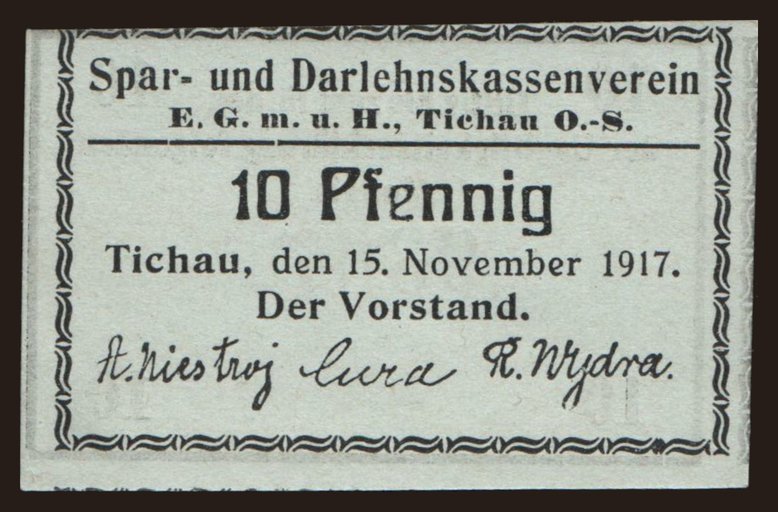 Spar- und Darlehnskassenverein
E. G. m. u. H., Tichau O.-S.
10 Pfennig
Tichau, den 15. November 1917.
Der Vorstand.
A. Niestroj Cura R. Wydra.